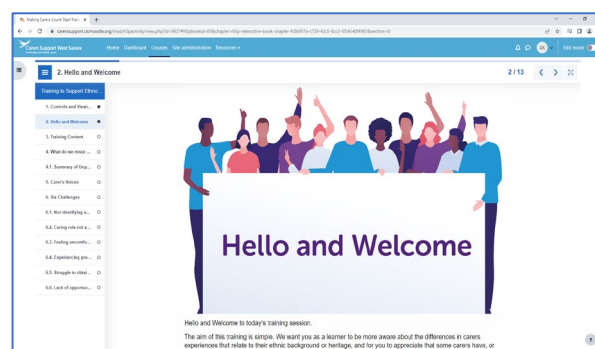 Making Carers Count Start Train
Carers Support West Sussex
Home Dashboard Courses Site administration Resources
AK
Edit mode
2. Hello and Welcome
2 / 13
Training to Support Ethnic...
1. Controls and Viewi...
2. Hello and Welcome
3. Training Content
4. What do we mean ...
4.1. Summary of Dep...
5. Carer's Voices
6. Six Challenges
6.1. Not identifying a...
6.2. Caring role not a...
6.3. Feeling uncomfo...
6.4. Experiencing pre...
6.5. Struggle to obtai...
6.6. Lack of opportun...
Hello and Welcome
Hello and Welcome to today's training session.
The aim of this training is simple. We want you as a learner to be more aware about the differences in carers
experiences that relate to their ethnic background or heritage, and for you to appreciate that some carers have, or